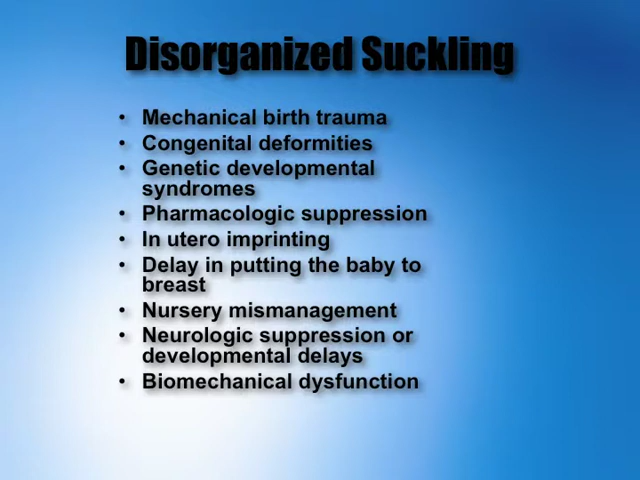 Disorganized Suckling
• Mechanical birth trauma
• Congenital deformities
• Genetic developmental
syndromes
• Pharmacologic suppression
• In utero imprinting
• Delay in putting the baby to
breast
• Nursery mismanagement
• Neurologic suppression or
developmental delays
• Biomechanical dysfunction